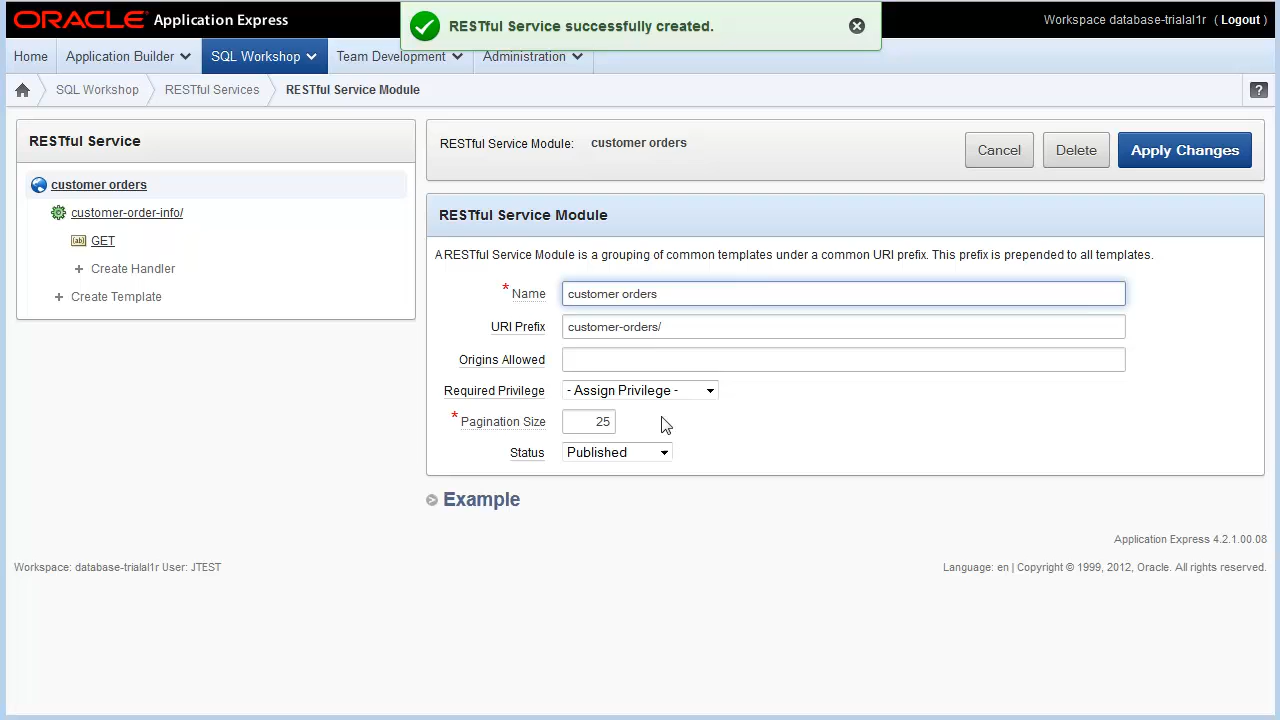 ORACLE Application Express
RESTful Service successfully created.
Workspace database-trialal1r ( Logout )
Home
Application Builder
SQL Workshop
Team Development
Administration
SQL Workshop
RESTful Services
RESTful Service Module
?
RESTful Service
customer orders
customer-order-info/
GET
Create Handler
Create Template
RESTful Service Module: customer orders
Cancel
Delete
Apply Changes
RESTful Service Module
A RESTful Service Module is a grouping of common templates under a common URI prefix. This prefix is prepended to all templates.
* Name customer orders
URI Prefix customer-orders/
Origins Allowed
Required Privilege - Assign Privilege -
* Pagination Size 25
Status Published
Example
Application Express 4.2.1.00.08
Workspace: database-trialal1r User: JTEST
Language: en | Copyright © 1999, 2012, Oracle. All rights reserved.